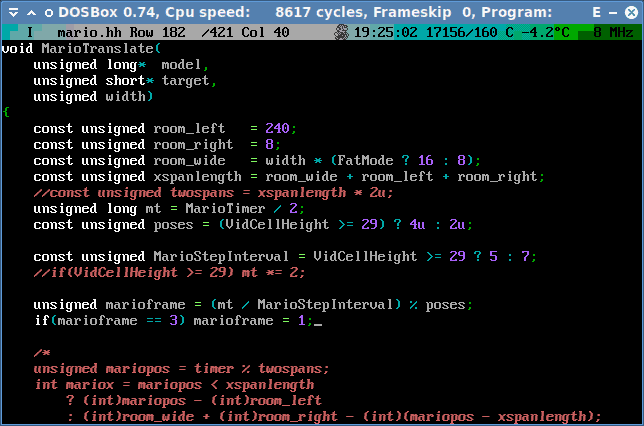 DOSBox 0.74, Cpu speed: 8617 cycles, Frameskip 0, Program: E
I mario.hh Row 182 /421 Col 40 19:25:02 17156/160 C -4.2°C 8 MHz
void MarioTranslate(
    unsigned long*  model,
    unsigned short* target,
    unsigned width)
{
    const unsigned room_left   = 240;
    const unsigned room_right  = 8;
    const unsigned room_wide   = width * (FatMode ? 16 : 8);
    const unsigned xspanlength = room_wide + room_left + room_right;
    //const unsigned twospans = xspanlength * 2u;
    unsigned long mt = MarioTimer / 2;
    const unsigned poses = (VidCellHeight >= 29) ? 4u : 2u;
    const unsigned MarioStepInterval = VidCellHeight >= 29 ? 5 : 7;
    //if(VidCellHeight >= 29) mt *= 2;
    unsigned marioframe = (mt / MarioStepInterval) % poses;
    if(marioframe == 3) marioframe = 1;_
    /*
    unsigned mariopos = timer % twospans;
    int mariox = mariopos < xspanlength
        ? (int)mariopos - (int)room_left
        : (int)room_wide + (int)room_right - (int)(mariopos - xspanlength);